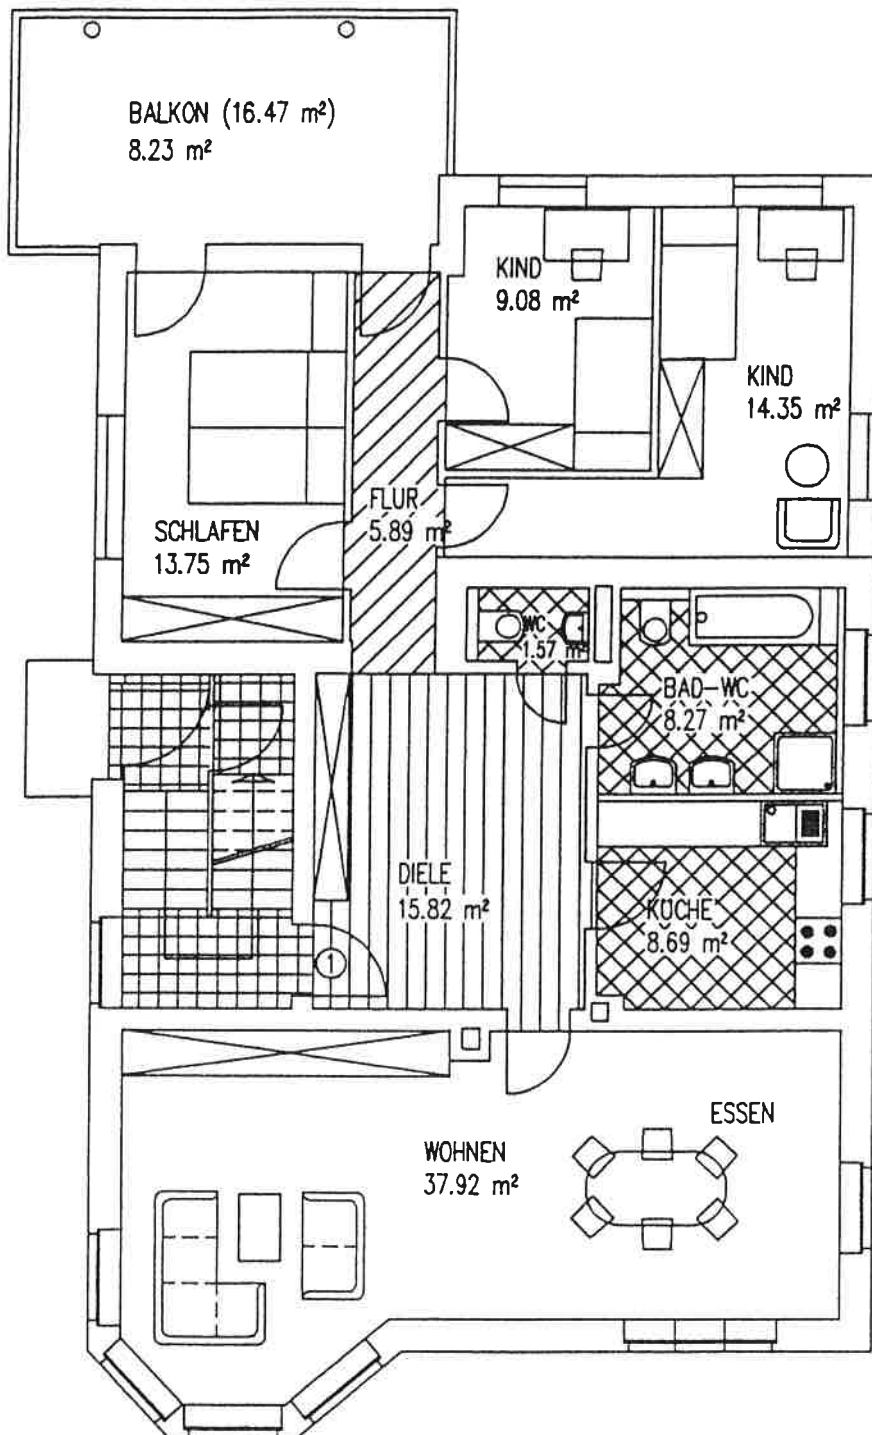 BALKON (16.47 m²)
8.23 m²
KIND
9.08 m²
KIND
14.35 m²
FLUR
5.89 m²
SCHLAFEN
13.75 m²
WC
1.57 m²
BAD-WC
8.27 m²
DIELE
15.82 m²
KÜCHE
8.69 m²
1
ESSEN
WOHNEN
37.92 m²